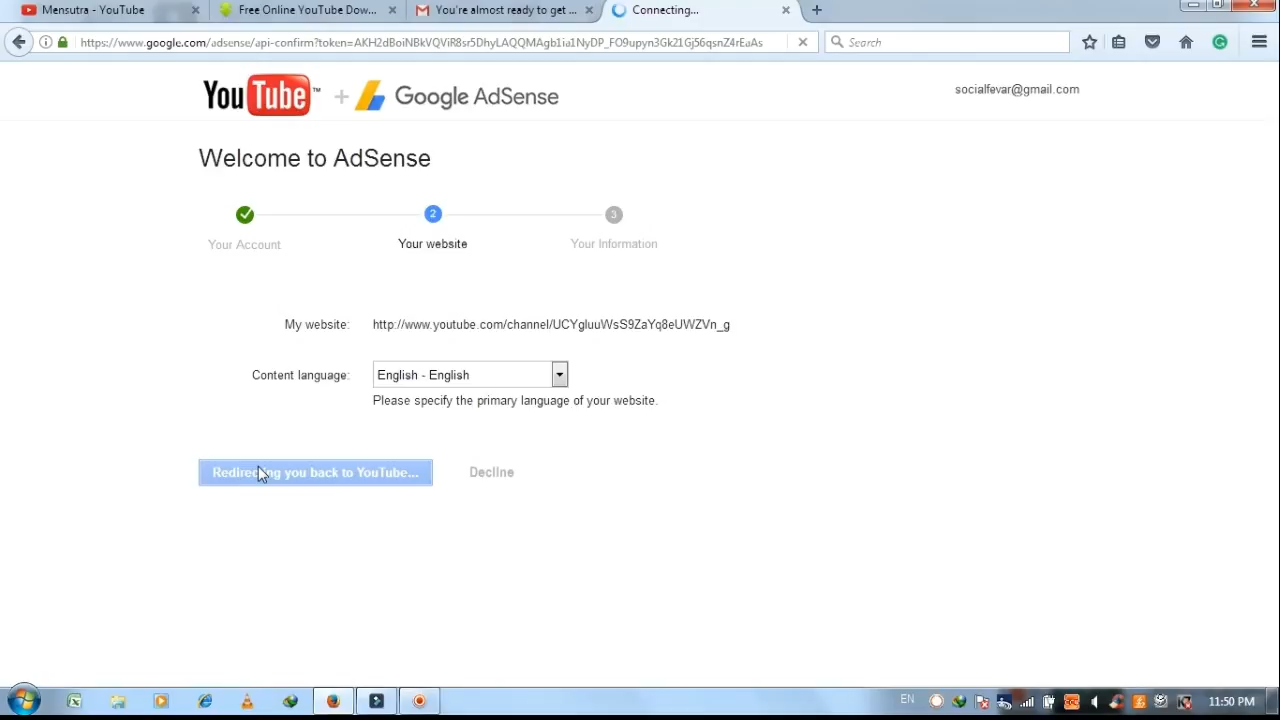 Mensutra - YouTube
Free Online YouTube Dow...
You're almost ready to get ...
Connecting...
https://www.google.com/adsense/api-confirm?token=AKH2dBoiNBkVQViR8sr5DhyLAQQMAgb1ia1NyDP_FO9upyn3Gk21Gj56qsnZ4rEaAs
Search
YouTube ™ + Google AdSense
socialfevar@gmail.com
Welcome to AdSense
2
3
Your Account
Your website
Your Information
My website: http://www.youtube.com/channel/UCYgluuWsS9ZaYq8eUWZVn_g
Content language: English - English
Please specify the primary language of your website.
Redirecting you back to YouTube... Decline
EN
11:50 PM